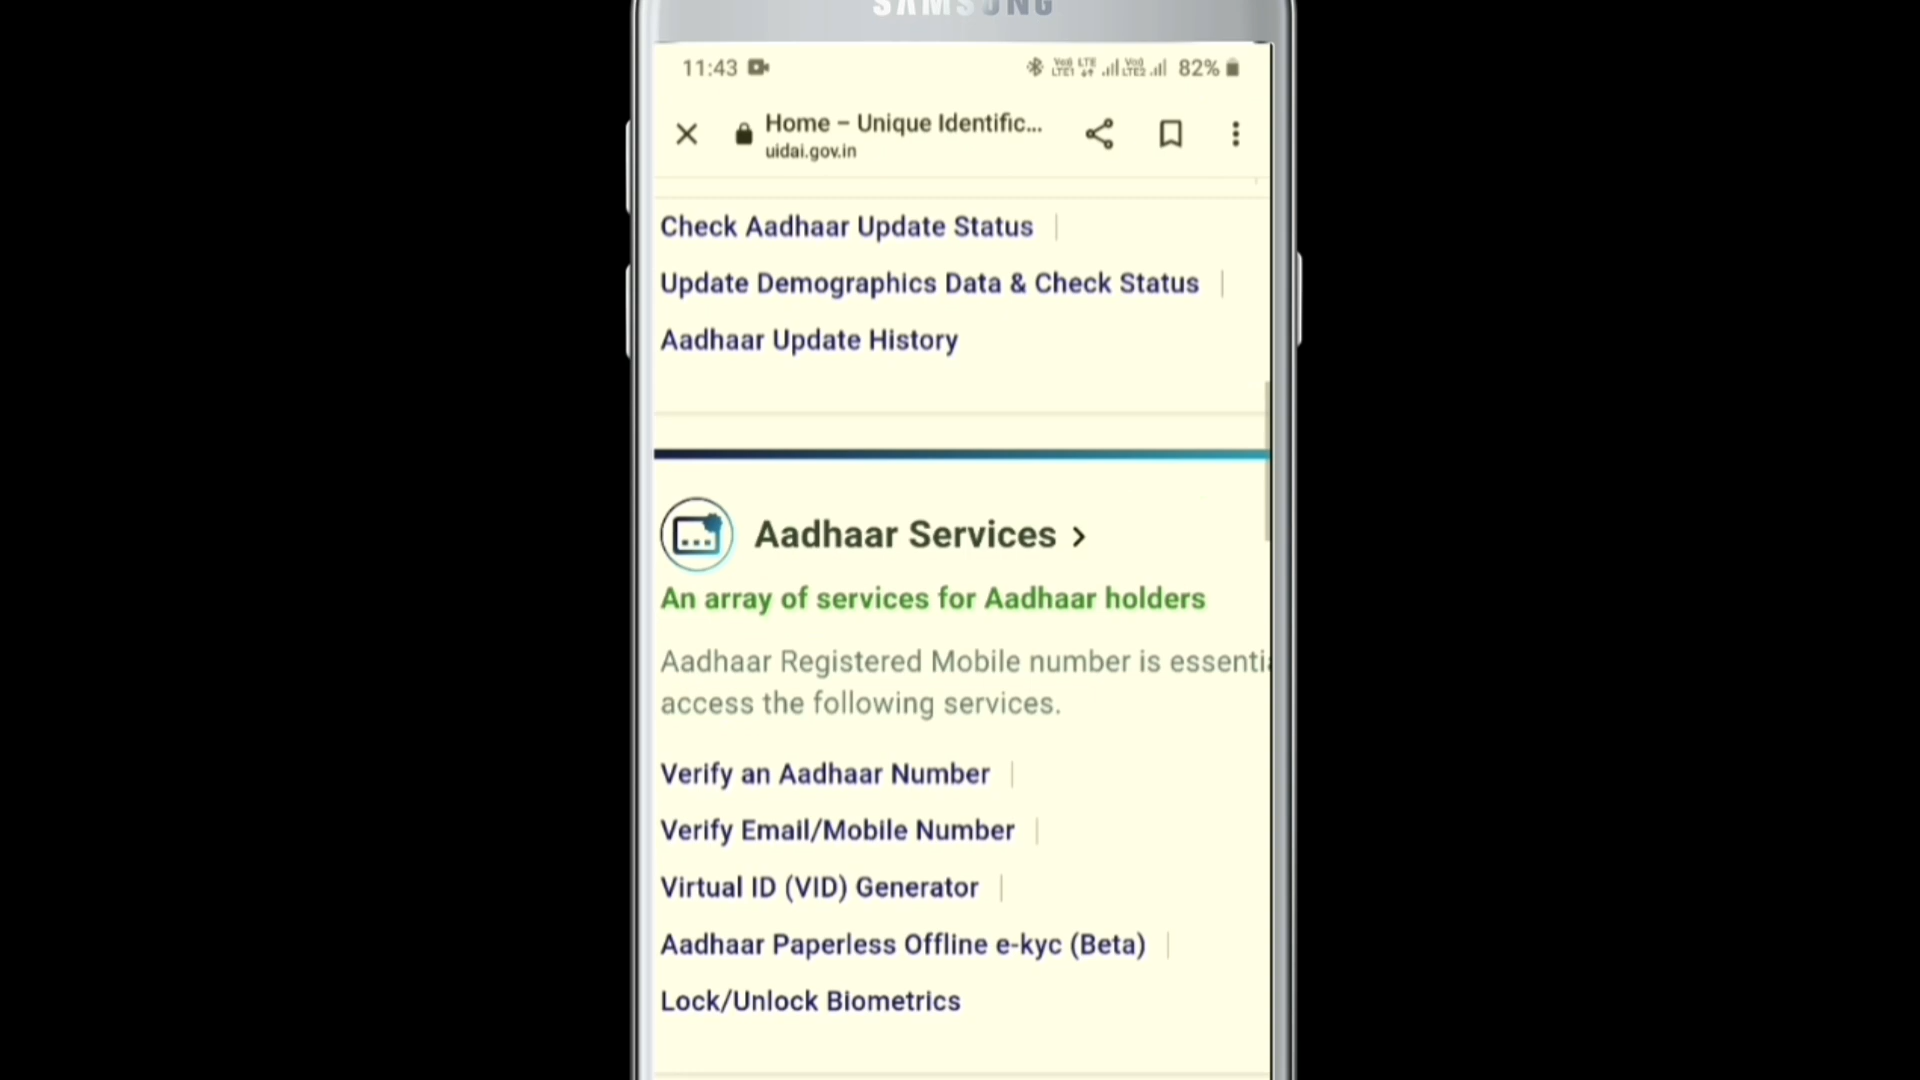 SAMSUNG
11:43 82%
Home – Unique Identific...
uidai.gov.in
Check Aadhaar Update Status |
Update Demographics Data & Check Status |
Aadhaar Update History
Aadhaar Services >
An array of services for Aadhaar holders
Aadhaar Registered Mobile number is essenti
access the following services.
Verify an Aadhaar Number |
Verify Email/Mobile Number |
Virtual ID (VID) Generator |
Aadhaar Paperless Offline e-kyc (Beta) |
Lock/Unlock Biometrics